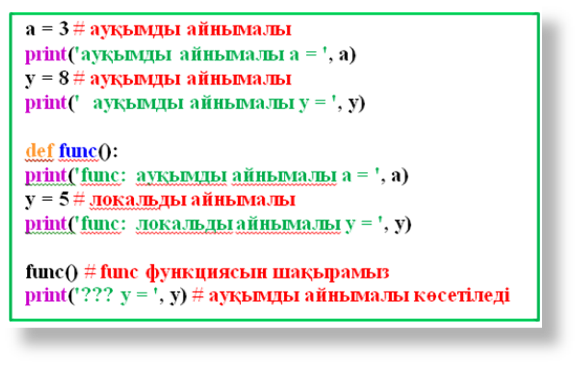 a = 3 # ауқымды айнымалы
print('ауқымды айнымалы a = ', a)
y = 8 # ауқымды айнымалы
print(' ауқымды айнымалы y = ', y)
def func():
print('func: ауқымды айнымалы a = ', a)
y = 5 # локальды айнымалы
print('func: локальды айнымалы y = ', y)
func() # func функциясын шақырамыз
print('??? y = ', y) # ауқымды айнымалы көсетіледі